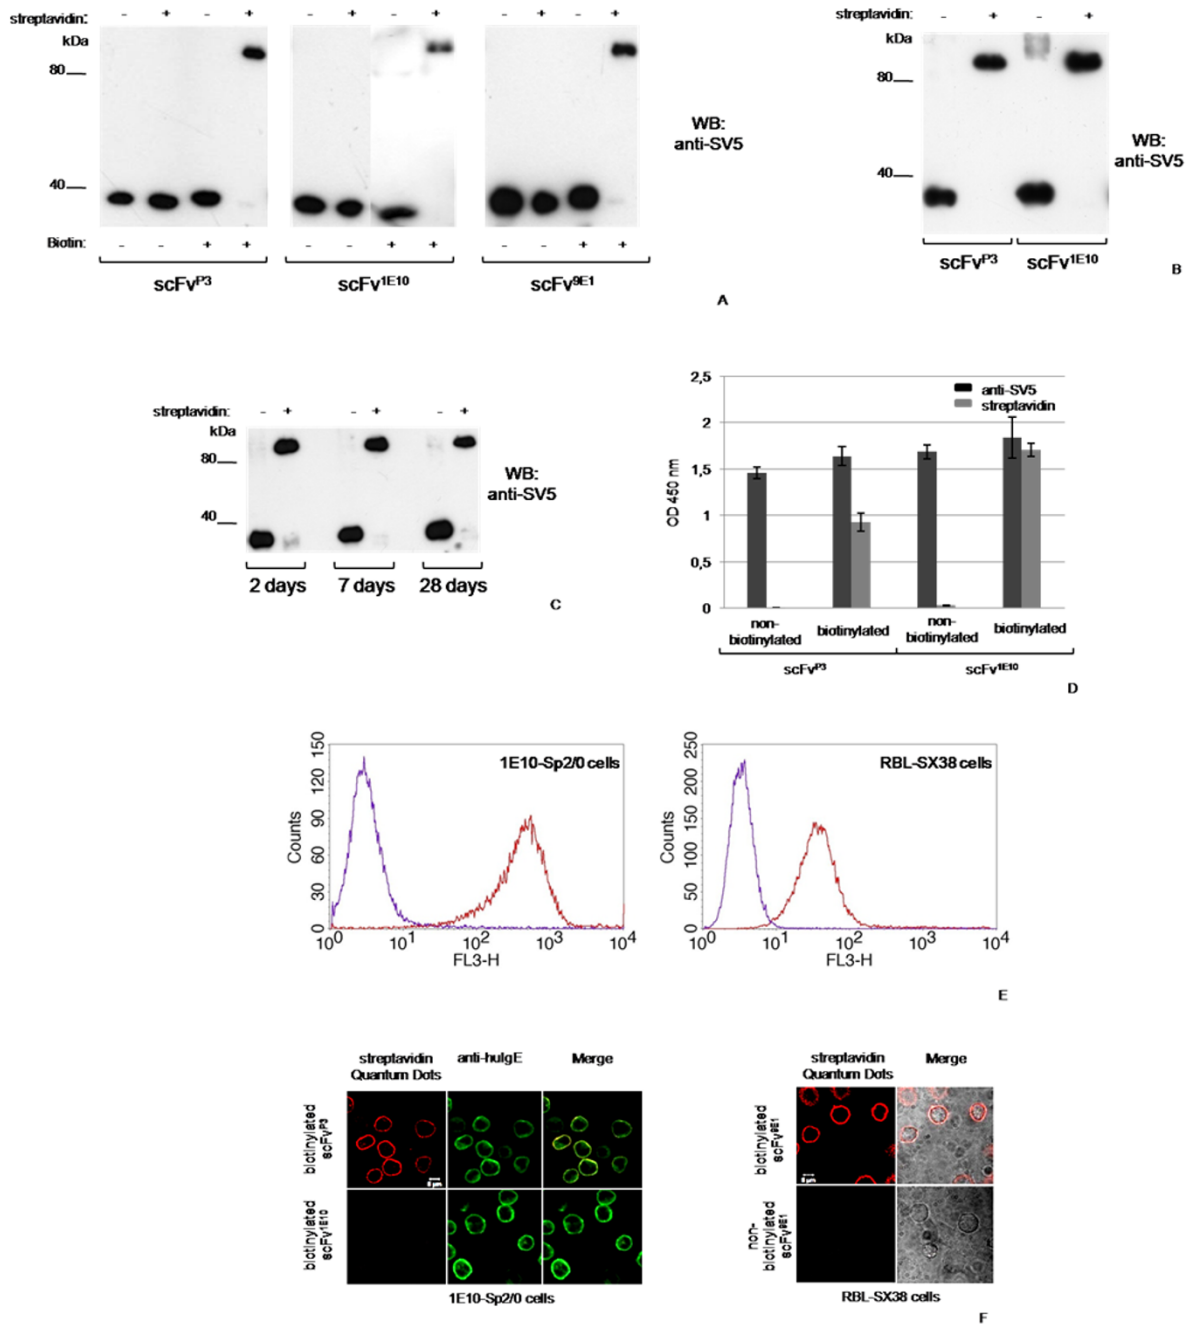 streptavidin: - + - + - +
kDa
80
40
Biotin: - - + + - - + + - - + +
scFvP3 scFv1E10 scFv9E1
WB:
anti-SV5
A
streptavidin: - + - +
kDa
80
40
WB:
anti-SV5
scFvP3 scFv1E10
B
streptavidin: - + - + - +
kDa
80
40
WB:
anti-SV5
2 days 7 days 28 days
C
2,5
2
1,5
1
0,5
0
OD 450 nm
anti-SV5
streptavidin
non-biotinylated biotinylated non-biotinylated biotinylated
scFvP3 scFv1E10
D
150
120
90
60
30
0
Counts
1E10-Sp2/0 cells
100 101 102 103 104
FL3-H
250
200
150
100
50
0
Counts
RBL-SX38 cells
100 101 102 103 104
FL3-H
E
streptavidin Quantum Dots anti-huIgE Merge
biotinylated scFvP3
8 µm
biotinylated scFv1E10
1E10-Sp2/0 cells
streptavidin Quantum Dots Merge
biotinylated scFv9E1
8 µm
non-biotinylated scFv9E1
RBL-SX38 cells
F